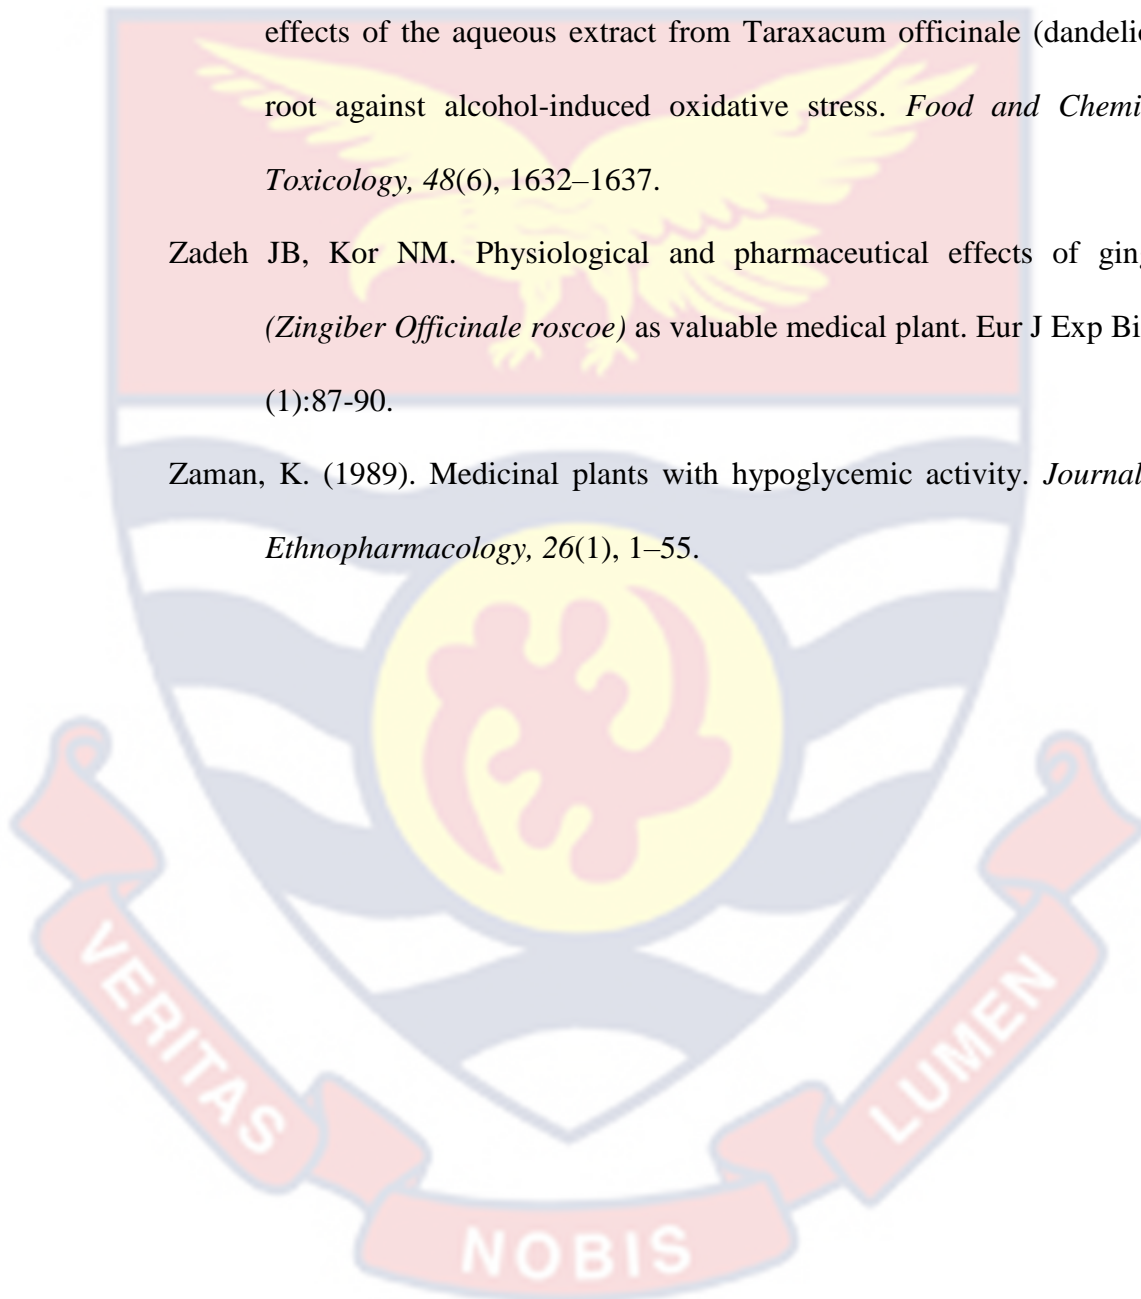 effects of the aqueous extract from Taraxacum officinale (dandelio
root against alcohol-induced oxidative stress. Food and Chemi
Toxicology, 48(6), 1632–1637.
Zadeh JB, Kor NM. Physiological and pharmaceutical effects of ging
(Zingiber Officinale roscoe) as valuable medical plant. Eur J Exp Bi
(1):87-90.
Zaman, K. (1989). Medicinal plants with hypoglycemic activity. Journal
Ethnopharmacology, 26(1), 1–55.
VERITAS
NOBIS
LUMEN